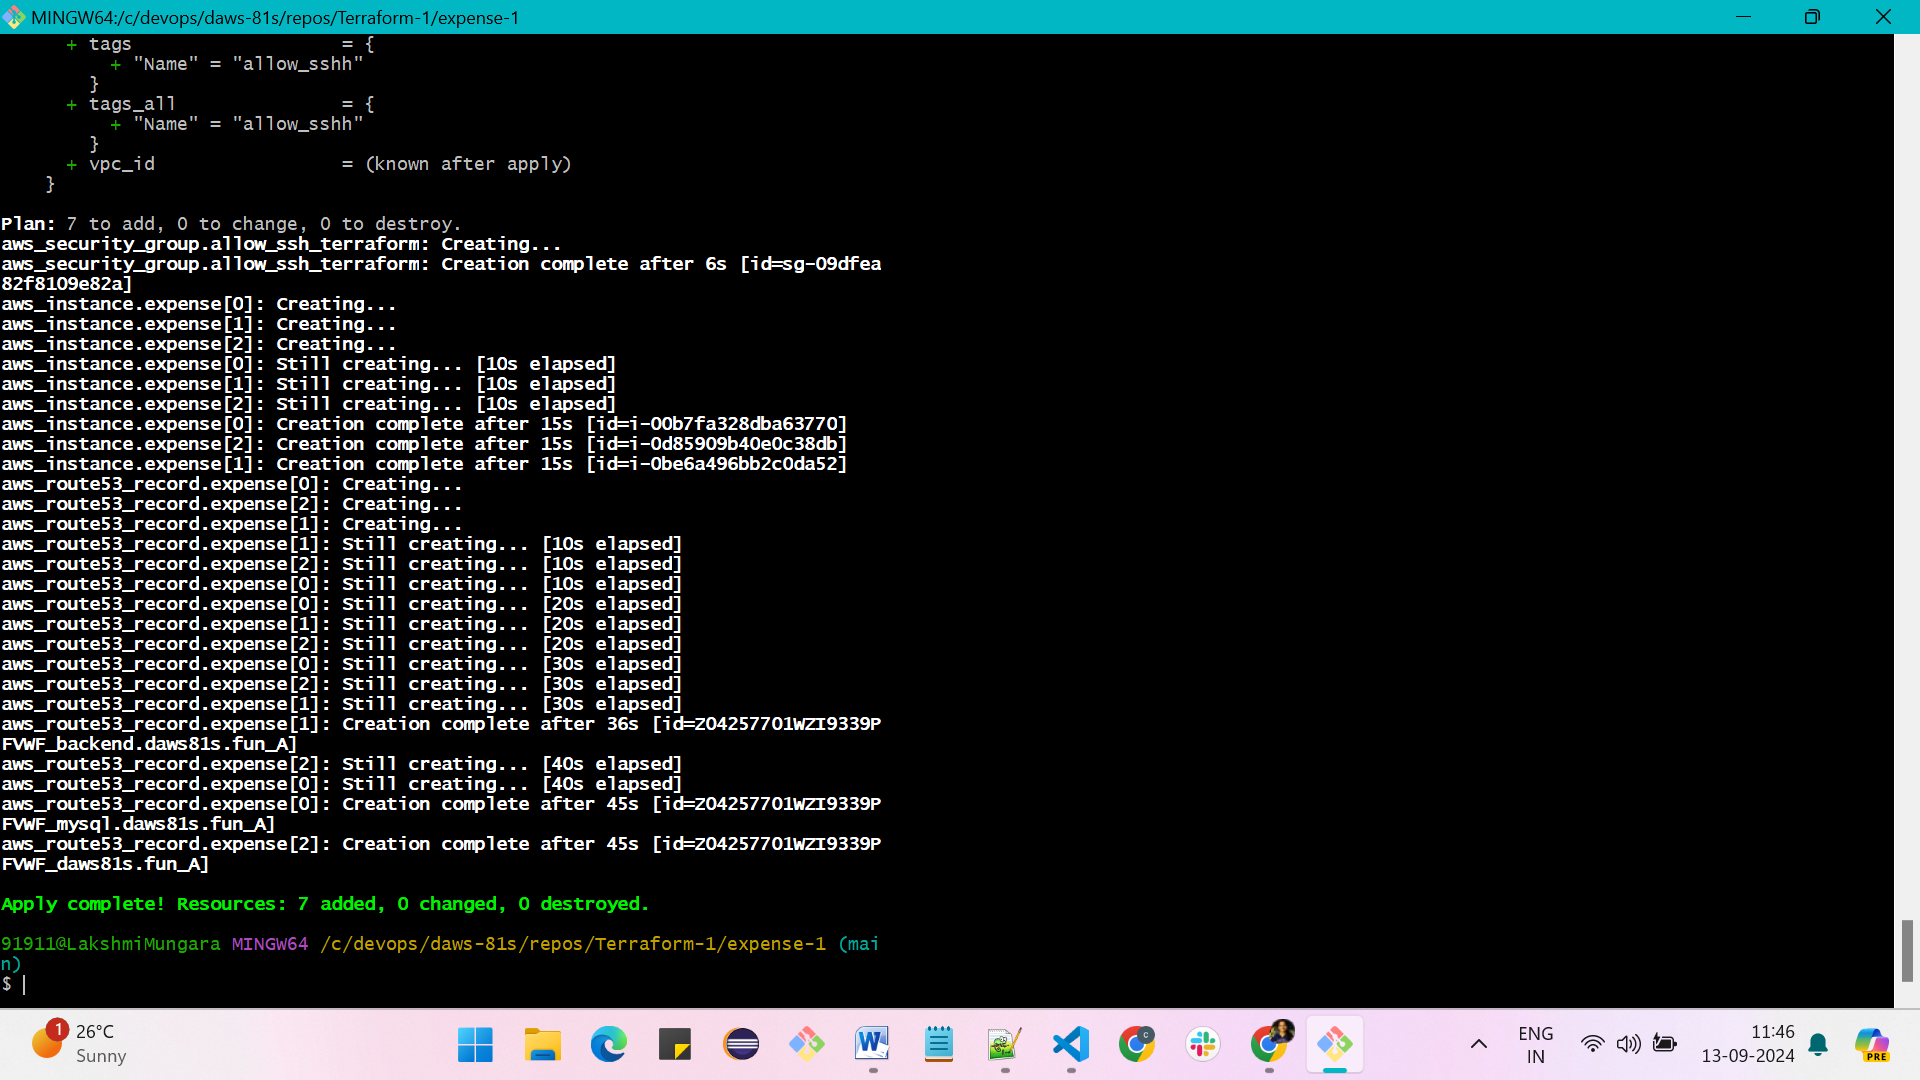 MINGW64:/c/devops/daws-81s/repos/Terraform-1/expense-1
+ tags = {
+ "Name" = "allow_sshh"
}
+ tags_all = {
+ "Name" = "allow_sshh"
}
+ vpc_id = (known after apply)
}
Plan: 7 to add, 0 to change, 0 to destroy.
aws_security_group.allow_ssh_terraform: Creating...
aws_security_group.allow_ssh_terraform: Creation complete after 6s [id=sg-09dfea
82f8109e82a]
aws_instance.expense[0]: Creating...
aws_instance.expense[1]: Creating...
aws_instance.expense[2]: Creating...
aws_instance.expense[0]: Still creating... [10s elapsed]
aws_instance.expense[1]: Still creating... [10s elapsed]
aws_instance.expense[2]: Still creating... [10s elapsed]
aws_instance.expense[0]: Creation complete after 15s [id=i-00b7fa328dba63770]
aws_instance.expense[2]: Creation complete after 15s [id=i-0d85909b40e0c38db]
aws_instance.expense[1]: Creation complete after 15s [id=i-0be6a496bb2c0da52]
aws_route53_record.expense[0]: Creating...
aws_route53_record.expense[2]: Creating...
aws_route53_record.expense[1]: Creating...
aws_route53_record.expense[1]: Still creating... [10s elapsed]
aws_route53_record.expense[2]: Still creating... [10s elapsed]
aws_route53_record.expense[0]: Still creating... [10s elapsed]
aws_route53_record.expense[0]: Still creating... [20s elapsed]
aws_route53_record.expense[1]: Still creating... [20s elapsed]
aws_route53_record.expense[2]: Still creating... [20s elapsed]
aws_route53_record.expense[0]: Still creating... [30s elapsed]
aws_route53_record.expense[2]: Still creating... [30s elapsed]
aws_route53_record.expense[1]: Still creating... [30s elapsed]
aws_route53_record.expense[1]: Creation complete after 36s [id=Z04257701WZI9339P
FVWF_backend.daws81s.fun_A]
aws_route53_record.expense[2]: Still creating... [40s elapsed]
aws_route53_record.expense[0]: Still creating... [40s elapsed]
aws_route53_record.expense[0]: Creation complete after 45s [id=Z04257701WZI9339P
FVWF_mysql.daws81s.fun_A]
aws_route53_record.expense[2]: Creation complete after 45s [id=Z04257701WZI9339P
FVWF_daws81s.fun_A]
Apply complete! Resources: 7 added, 0 changed, 0 destroyed.
91911@LakshmiMungara MINGW64 /c/devops/daws-81s/repos/Terraform-1/expense-1 (mai
n)
$
1
26°C
Sunny
W
C
ENG
IN
11:46
13-09-2024
PRE